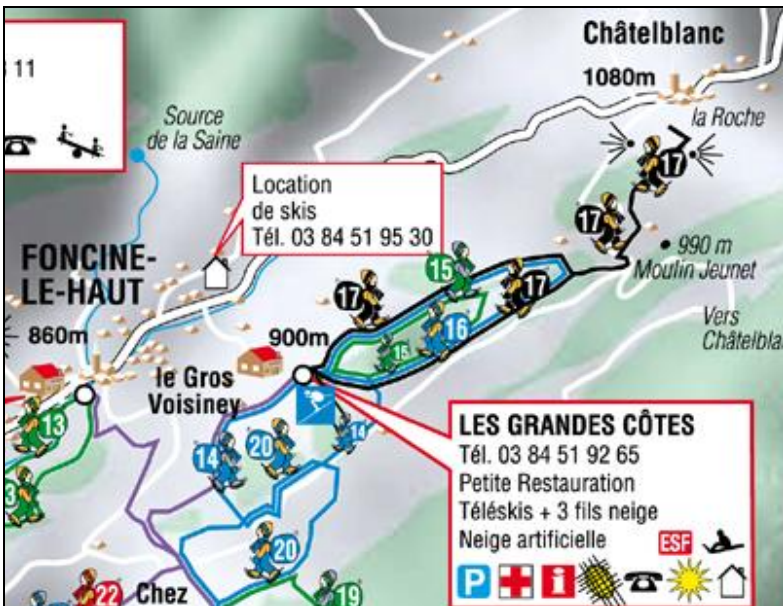 Châtelblanc
1080m
la Roche
11
Source
de la Saine
17
Location
de skis
Tél. 03 84 51 95 30
17
990 m
Moulin Jeunet
FONCINE-
LE-HAUT
860m
15
17
17
16
15
900m
Vers
le Gros
Voisiney
13
14
20
14
LES GRANDES CÔTES
Tél. 03 84 51 92 65
Petite Restauration
Téléskis + 3 fils neige
Neige artificielle
ESF
P
i
20
22
Chez
19